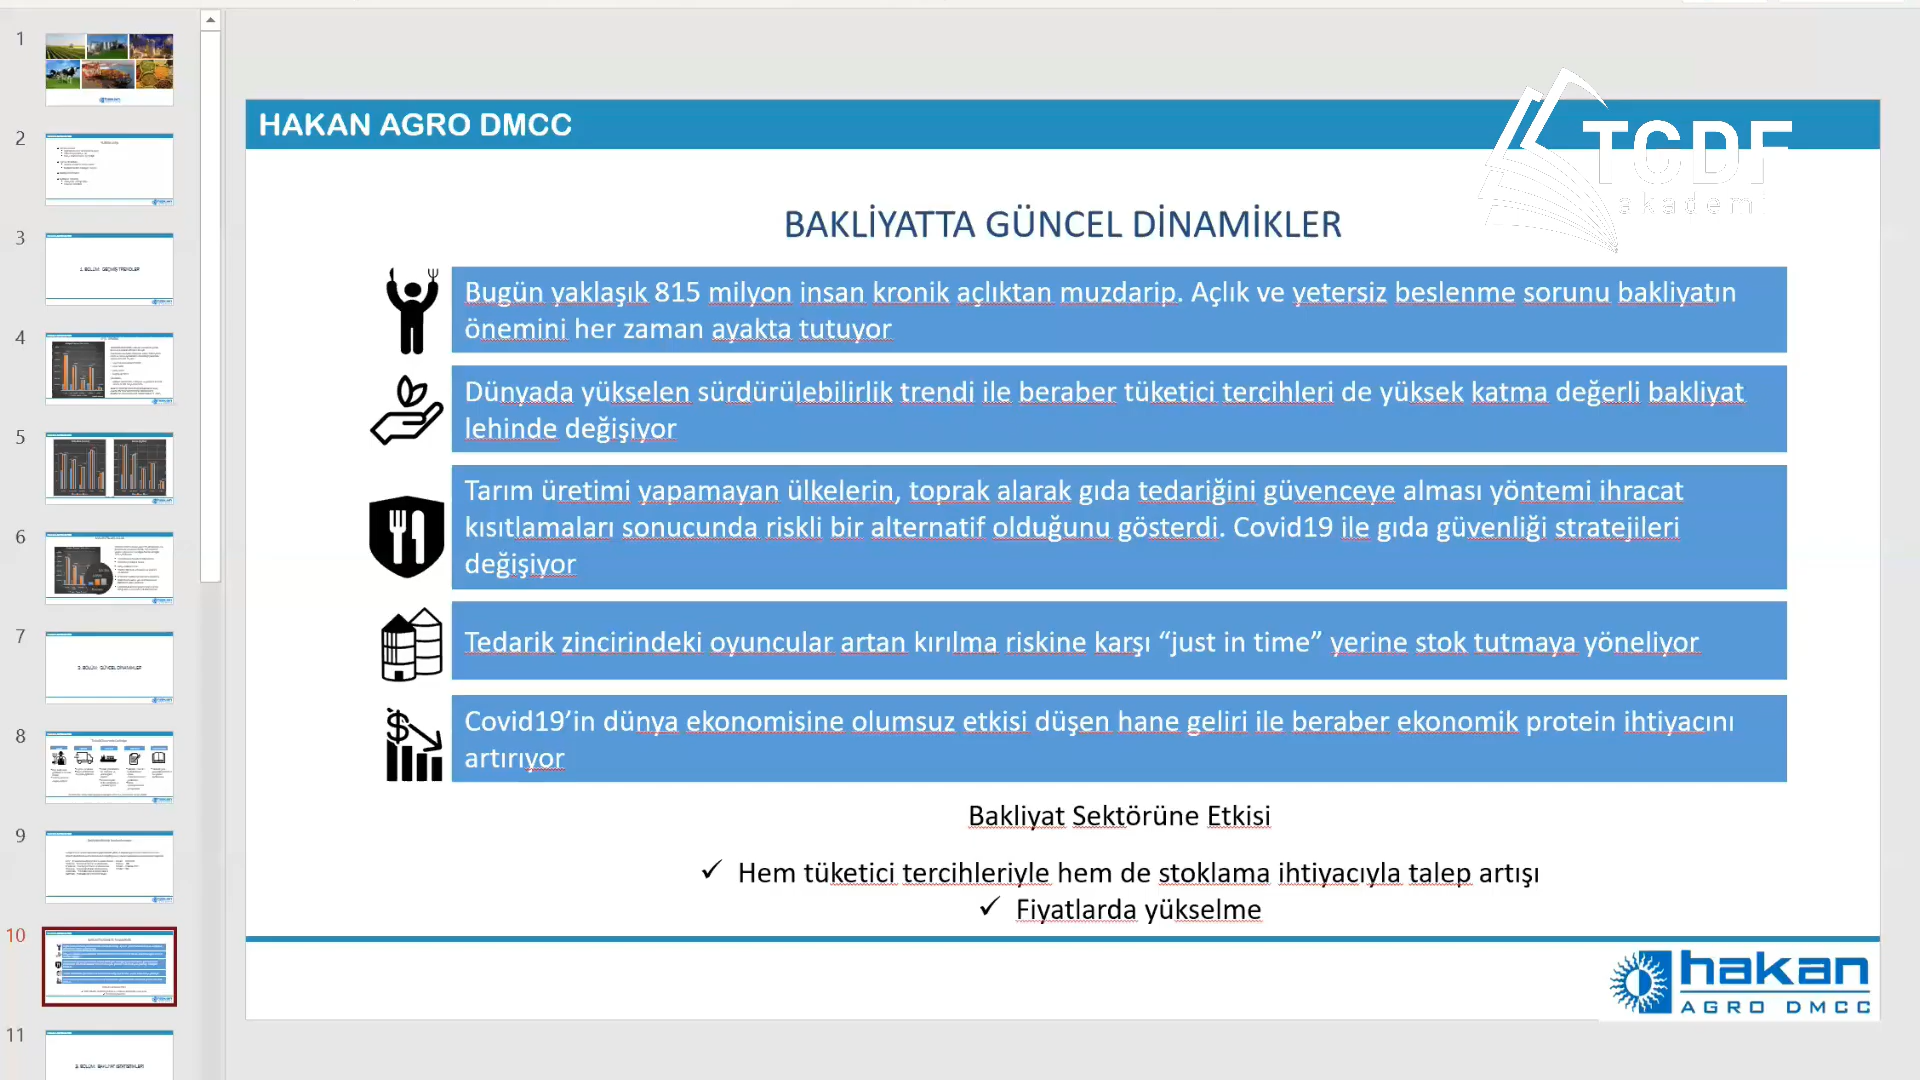 1
2
3
4
5
6
7
8
9
10
11
HAKAN AGRO DMCC
TCDF
akademi
BAKLİYATTA GÜNCEL DİNAMİKLER
Bugün yaklaşık 815 milyon insan kronik açlıktan muzdarip. Açlık ve yetersiz beslenme sorunu bakliyatın
önemini her zaman ayakta tutuyor
Dünyada yükselen sürdürülebilirlik trendi ile beraber tüketici tercihleri de yüksek katma değerli bakliyat
lehinde değişiyor
Tarım üretimi yapamayan ülkelerin, toprak alarak gıda tedariğini güvenceye alması yöntemi ihracat
kısıtlamaları sonucunda riskli bir alternatif olduğunu gösterdi. Covid19 ile gıda güvenliği stratejileri
değişiyor
Tedarik zincirindeki oyuncular artan kırılma riskine karşı “just in time” yerine stok tutmaya yöneliyor
Covid19’in dünya ekonomisine olumsuz etkisi düşen hane geliri ile beraber ekonomik protein ihtiyacını
artırıyor
Bakliyat Sektörüne Etkisi
✓ Hem tüketici tercihleriyle hem de stoklama ihtiyacıyla talep artışı
✓ Fiyatlarda yükselme
hakan
AGRO DMCC